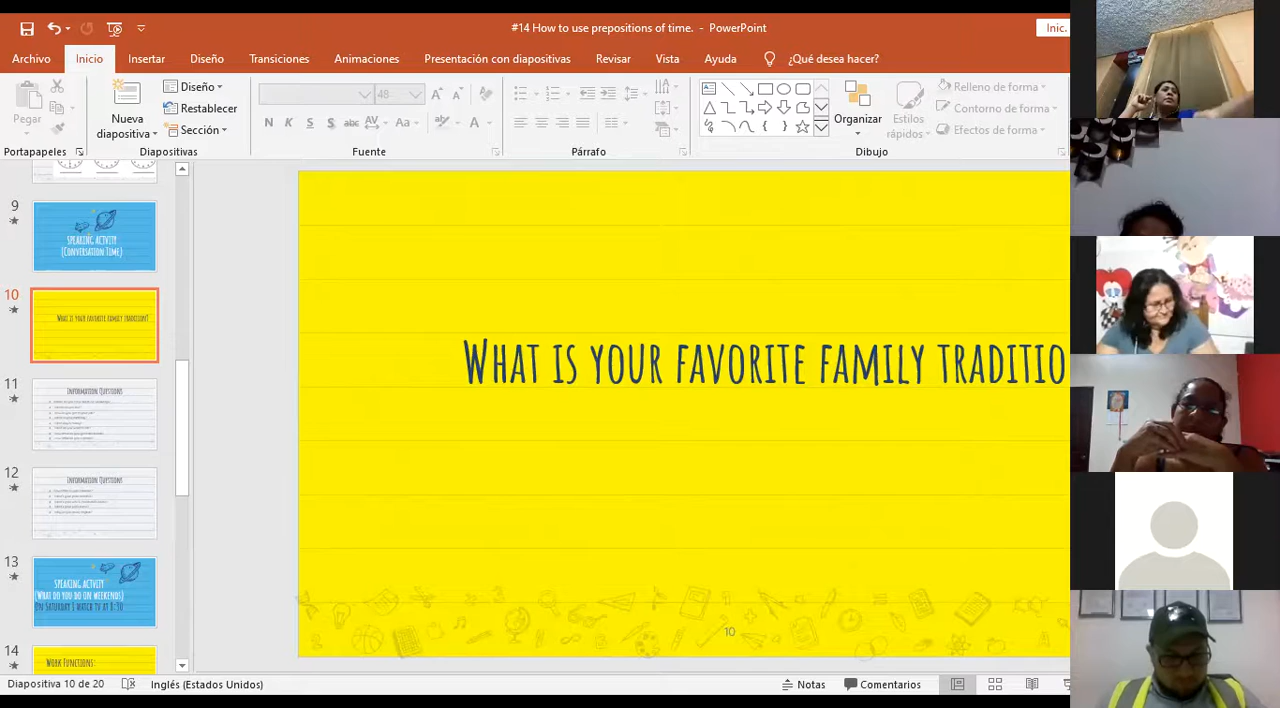 #14 How to use prepositions of time. - PowerPoint
Inic.
Archivo Inicio Insertar Diseño Transiciones Animaciones Presentación con diapositivas Revisar Vista Ayuda ¿Qué desea hacer?
Pegar
Nueva diapositiva
Diseño
Restablecer
Sección
48
N K S S abc AV Aa A
Organizar
Estilos rápidos
Relleno de forma
Contorno de forma
Efectos de forma
Portapapeles Diapositivas Fuente Párrafo Dibujo
9
Speaking Actvity
(Conversation Time)
10
What is your favorite family tradition?
11
Information Questions
12
Information Questions
13
Speaking Actvity
(What do you do on weekends
On Saturday I watch TV at 8:30
14
Work Functions:
What is your favorite family traditio
10
Diapositiva 10 de 20 Inglés (Estados Unidos) Notas Comentarios